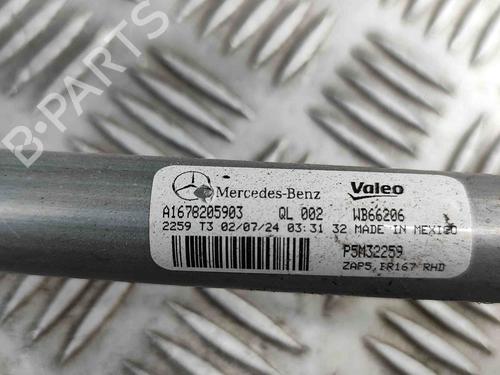 B-PARTS
Mercedes-Benz
Valeo
A1678205903 QL 002 WB66206
2259 T3 02/07/24 03:31 32 MADE IN MEXICO
P5M32259
ZAP5, BR167 RHD